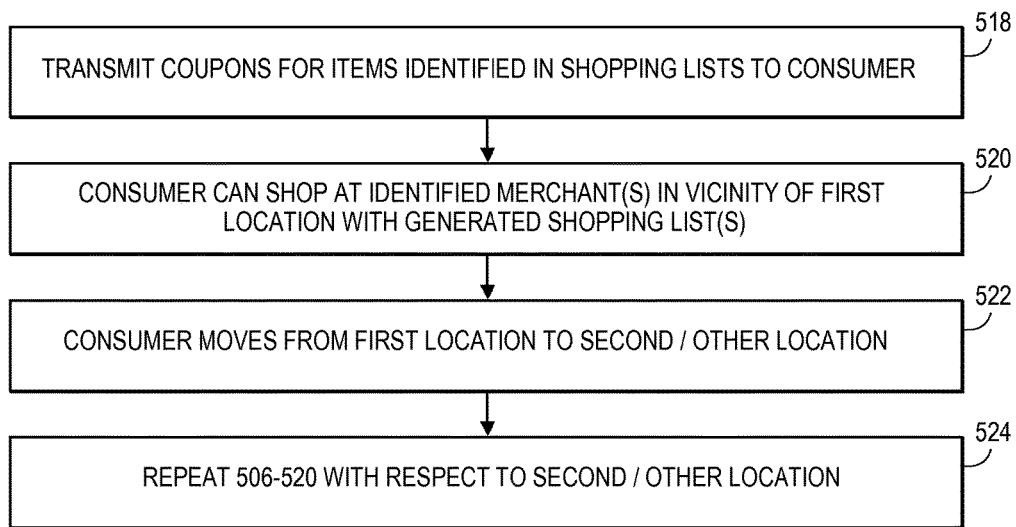 518
TRANSMIT COUPONS FOR ITEMS IDENTIFIED IN SHOPPING LISTS TO CONSUMER
520
CONSUMER CAN SHOP AT IDENTIFIED MERCHANT(S) IN VICINITY OF FIRST
LOCATION WITH GENERATED SHOPPING LIST(S)
522
CONSUMER MOVES FROM FIRST LOCATION TO SECOND / OTHER LOCATION
524
REPEAT 506-520 WITH RESPECT TO SECOND / OTHER LOCATION